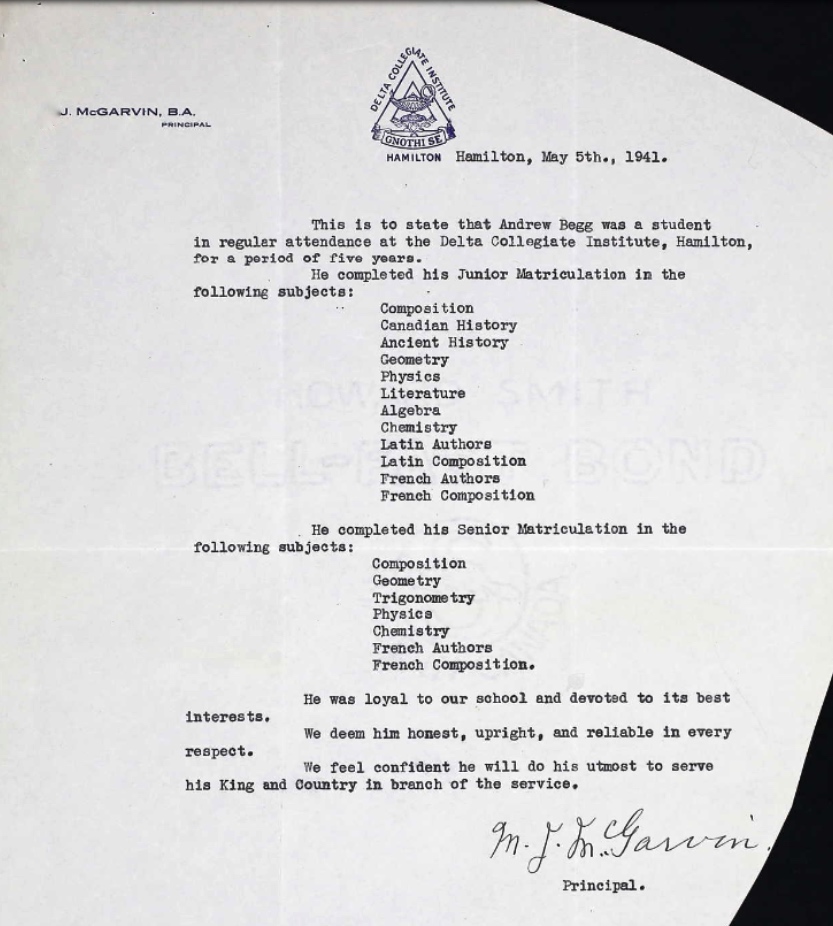 DELTA COLLEGIATE INSTITUTE
J. McGARVIN, B.A.
PRINCIPAL
GNOTHI SE
HAMILTON
Hamilton, May 5th., 1941.
This is to state that Andrew Begg was a student
in regular attendance at the Delta Collegiate Institute, Hamilton,
for a period of five years.
He completed his Junior Matriculation in the
following subjects:
Composition
Canadian History
Ancient History
Geometry
Physics
Literature
Algebra
Chemistry
Latin Authors
Latin Composition
French Authors
French Composition
SMITH
BELL- BOND
He completed his Senior Matriculation in the
following subjects:
Composition
Geometry
Trigonometry
Physics
Chemistry
French Authors
French Composition.
He was loyal to our school and devoted to its best
interests.
We deem him honest, upright, and reliable in every
respect.
We feel confident he will do his utmost to serve
his King and Country in branch of the service.
M. J. McGarvin.
Principal.